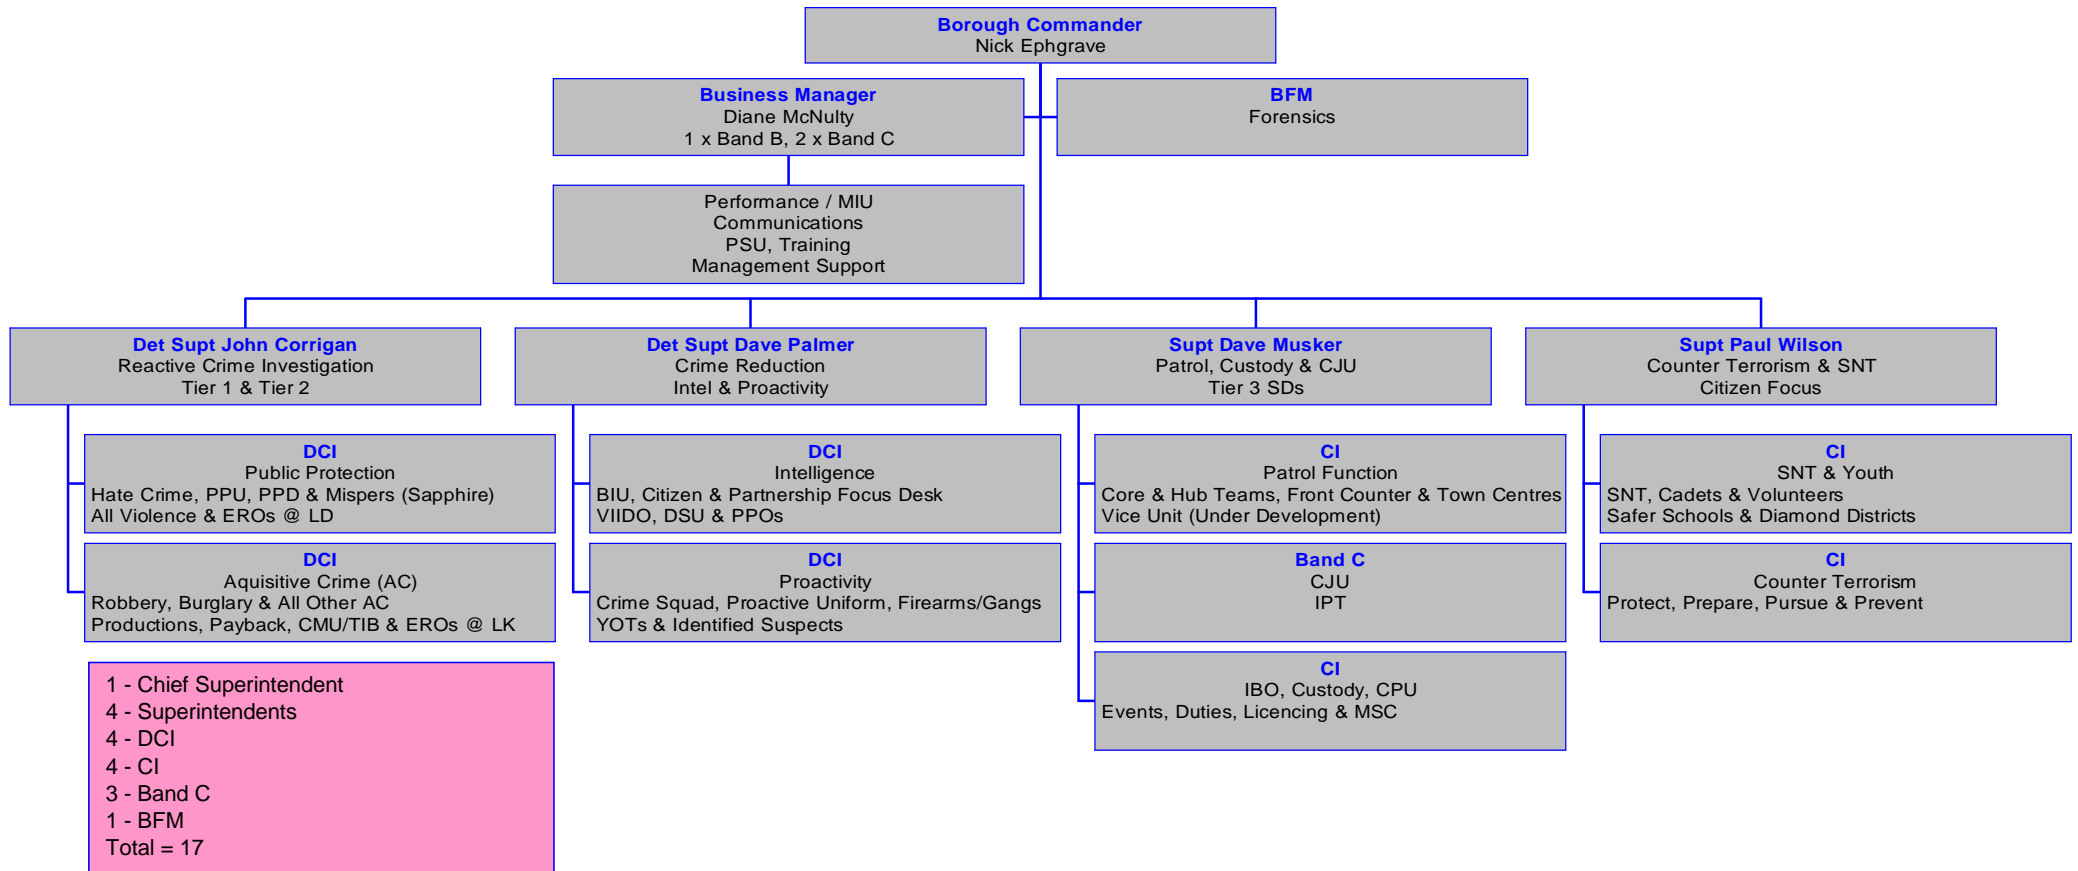 Borough Commander
Nick Ephgrave
Business Manager
Diane McNulty
1 x Band B, 2 x Band C
BFM
Forensics
Performance / MIU
Communications
PSU, Training
Management Support
Det Supt John Corrigan
Reactive Crime Investigation
Tier 1 & Tier 2
Det Supt Dave Palmer
Crime Reduction
Intel & Proactivity
Supt Dave Musker
Patrol, Custody & CJU
Tier 3 SDs
Supt Paul Wilson
Counter Terrorism & SNT
Citizen Focus
DCI
Public Protection
Hate Crime, PPU, PPD & Mispers (Sapphire)
All Violence & EROs @ LD
DCI
Aquisitive Crime (AC)
Robbery, Burglary & All Other AC
Productions, Payback, CMU/TIB & EROs @ LK
DCI
Intelligence
BIU, Citizen & Partnership Focus Desk
VIIDO, DSU & PPOs
DCI
Proactivity
Crime Squad, Proactive Uniform, Firearms/Gangs
YOTs & Identified Suspects
CI
Patrol Function
Core & Hub Teams, Front Counter & Town Centres
Vice Unit (Under Development)
Band C
CJU
IPT
CI
IBO, Custody, CPU
Events, Duties, Licencing & MSC
CI
SNT & Youth
SNT, Cadets & Volunteers
Safer Schools & Diamond Districts
CI
Counter Terrorism
Protect, Prepare, Pursue & Prevent
1 - Chief Superintendent
4 - Superintendents
4 - DCI
4 - CI
3 - Band C
1 - BFM
Total = 17